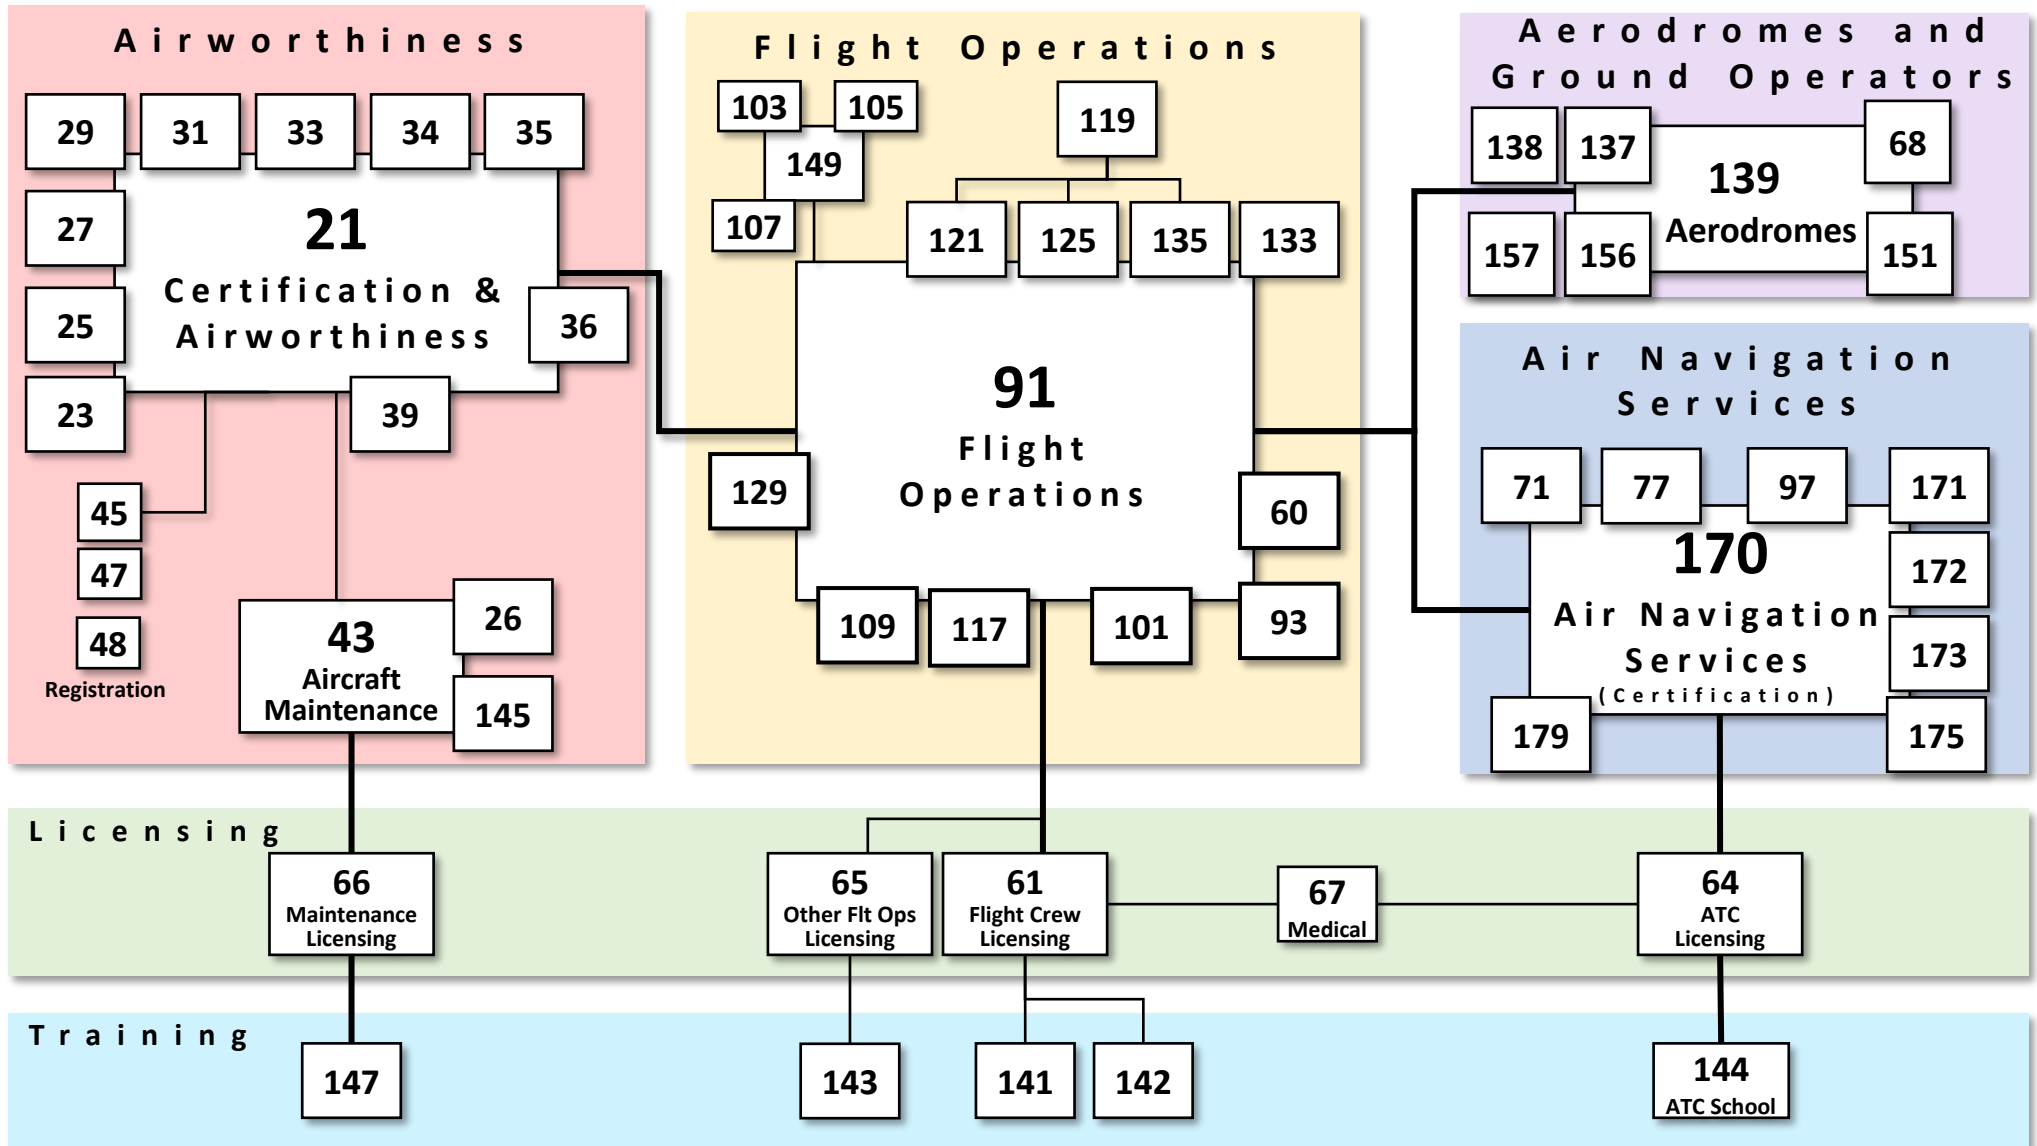 Airworthiness
29
31
33
34
35
27
25
23
21
Certification &
Airworthiness
36
39
45
47
48
Registration
43
Aircraft
Maintenance
26
145
Flight Operations
103
105
149
107
119
121
125
135
133
91
Flight
Operations
129
60
93
109
117
101
Aerodromes and
Ground Operators
138
137
68
139
Aerodromes
157
156
151
Air Navigation
Services
71
77
97
171
170
Air Navigation
Services
(Certification)
172
173
179
175
Licensing
66
Maintenance
Licensing
65
Other Flt Ops
Licensing
61
Flight Crew
Licensing
67
Medical
64
ATC
Licensing
Training
147
143
141
142
144
ATC School